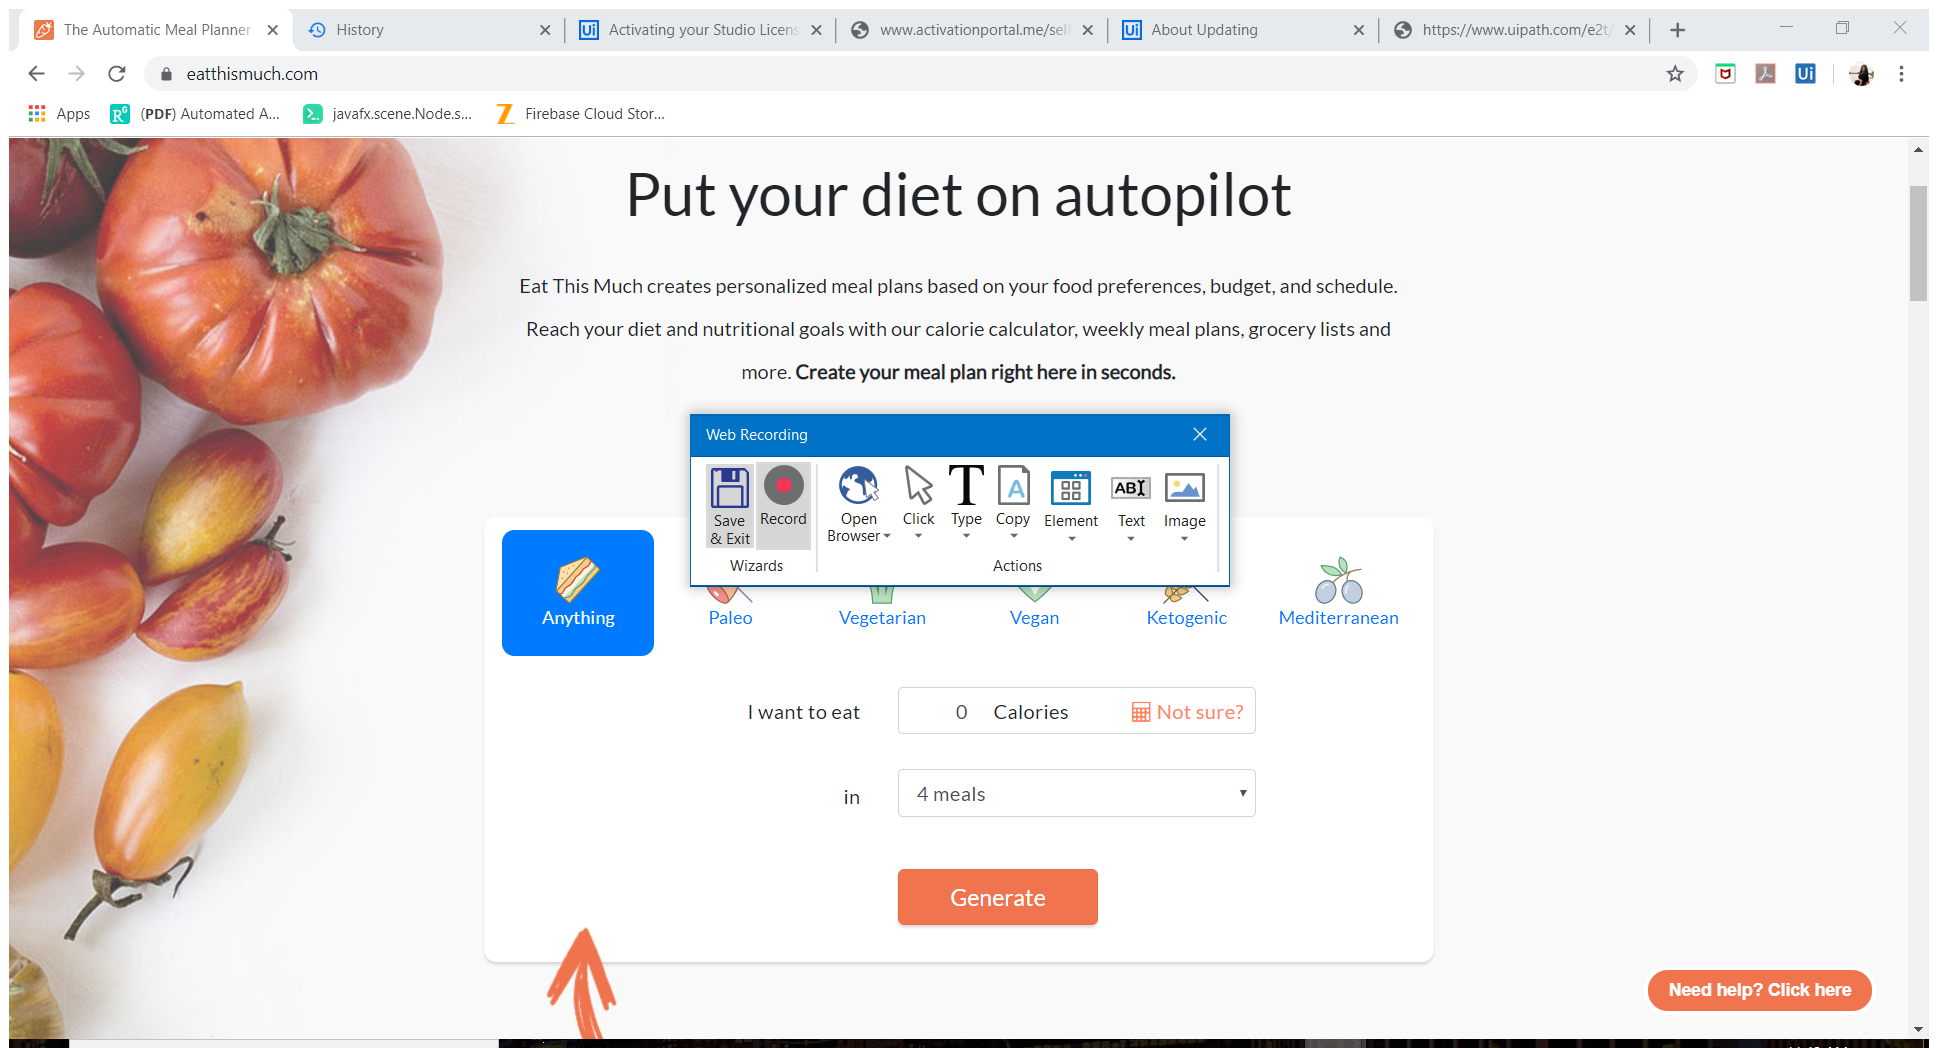 The Automatic Meal Planner
History
Activating your Studio Licens
www.activationportal.me/self
About Updating
https://www.uipath.com/e2t/
eatthismuch.com
Apps
(PDF) Automated A...
javafx.scene.Node.s...
Firebase Cloud Stor...
Put your diet on autopilot
Eat This Much creates personalized meal plans based on your food preferences, budget, and schedule.
Reach your diet and nutritional goals with our calorie calculator, weekly meal plans, grocery lists and
more. Create your meal plan right here in seconds.
Web Recording
Save & Exit
Record
Open Browser
Click
Type
Copy
Element
Text
Image
Wizards
Actions
Anything
Paleo
Vegetarian
Vegan
Ketogenic
Mediterranean
I want to eat
0 Calories
Not sure?
in
4 meals
Generate
Need help? Click here